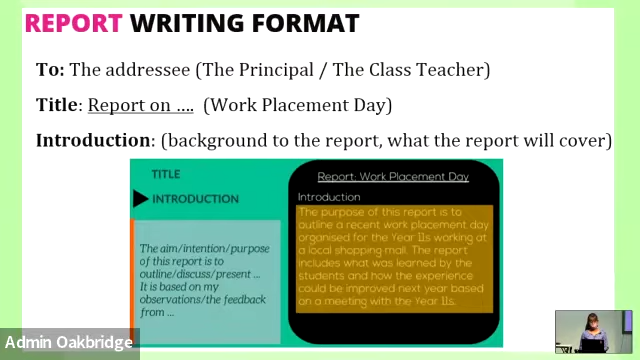 REPORT WRITING FORMAT
To: The addressee (The Principal / The Class Teacher)
Title: Report on .... (Work Placement Day)
Introduction: (background to the report, what the report will cover)
TITLE
INTRODUCTION
The aim/intention/purpose
of this report is to
outline/discuss/present ...
It is based on my
observations/the feedback
from ...
Report: Work Placement Day
Introduction
The purpose of this report is to
outline a recent work placement day
organised for the Year 11s working at
a local shopping mall. The report
includes what was learned by the
students and how the experience
could be improved next year based
on a meeting with the Year 11s.
Admin Oakbridge